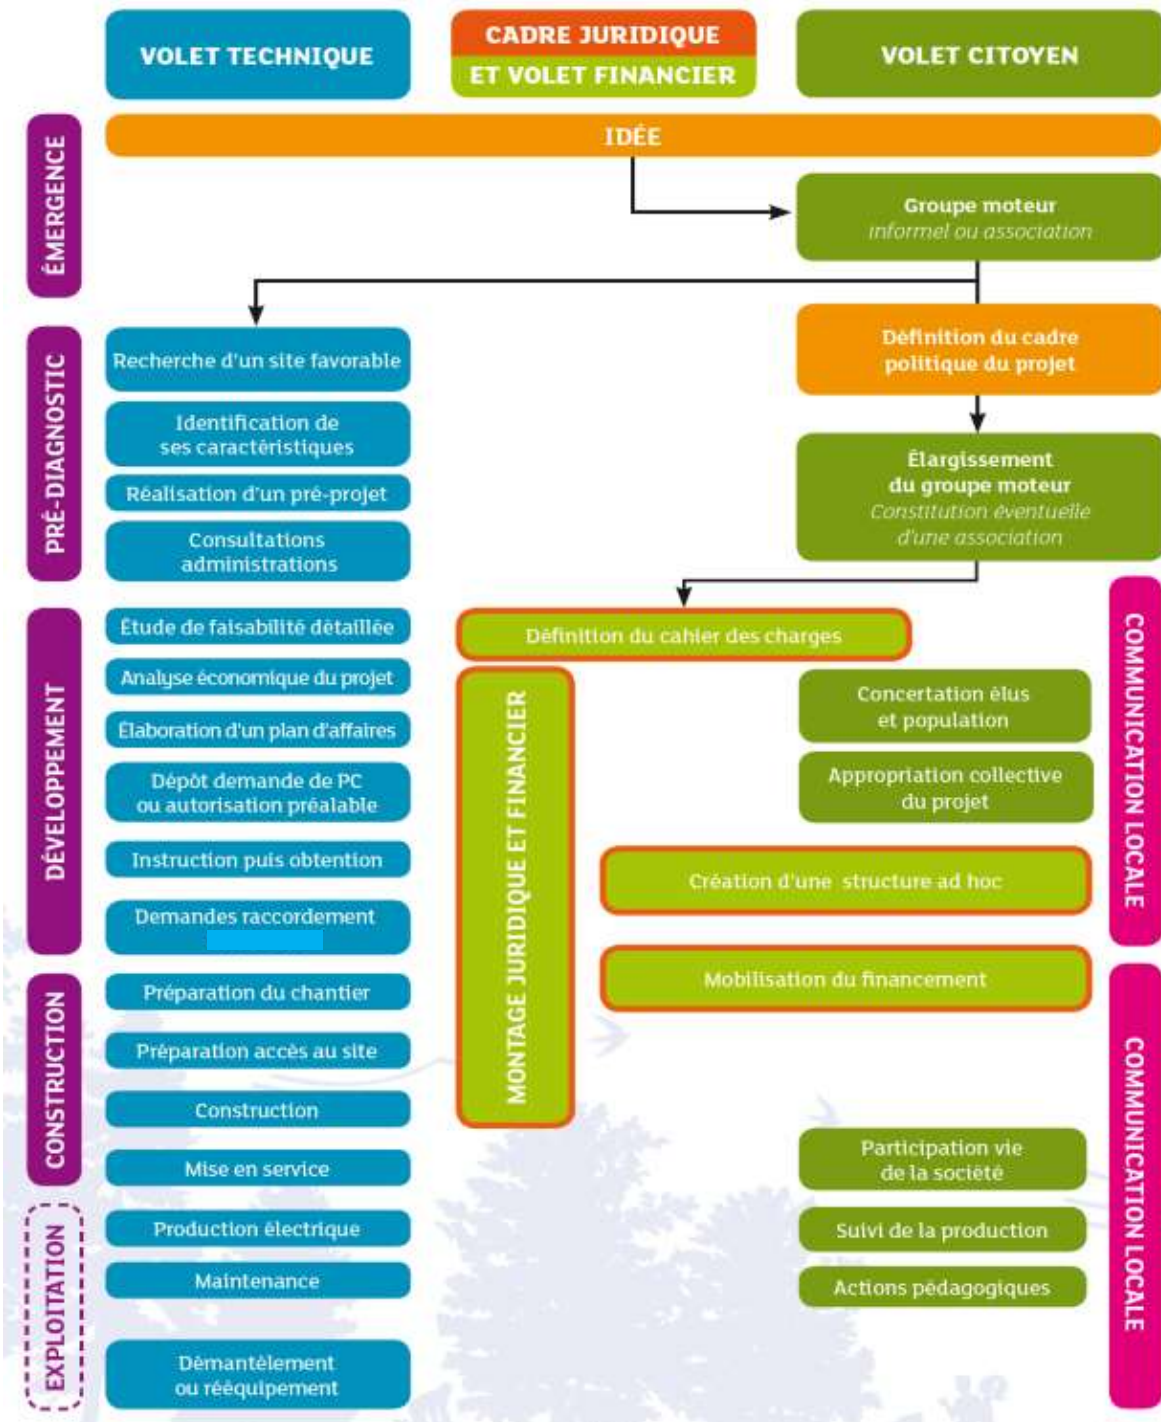 VOLET TECHNIQUE
CADRE JURIDIQUE
ET VOLET FINANCIER
VOLET CITOYEN
ÉMERGENCE
IDÉE
Groupe moteur
informel ou association
PRÉ-DIAGNOSTIC
Recherche d'un site favorable
Identification de
ses caractéristiques
Réalisation d'un pré-projet
Consultations
administrations
Définition du cadre
politique du projet
Élargissement
du groupe moteur
Constitution éventuelle
d'une association
DÉVELOPPEMENT
Étude de faisabilité détaillée
Analyse économique du projet
Élaboration d'un plan d'affaires
Dépôt demande de PC
ou autorisation préalable
Instruction puis obtention
Demandes raccordement
Définition du cahier des charges
MONTAGE JURIDIQUE ET FINANCIER
Concertation élus
et population
Appropriation collective
du projet
Création d'une structure ad hoc
Mobilisation du financement
COMMUNICATION LOCALE
CONSTRUCTION
Préparation du chantier
Préparation accès au site
Construction
Mise en service
EXPLOITATION
Production électrique
Maintenance
Démantèlement
ou rééquipement
Participation vie
de la société
Suivi de la production
Actions pédagogiques
COMMUNICATION LOCALE